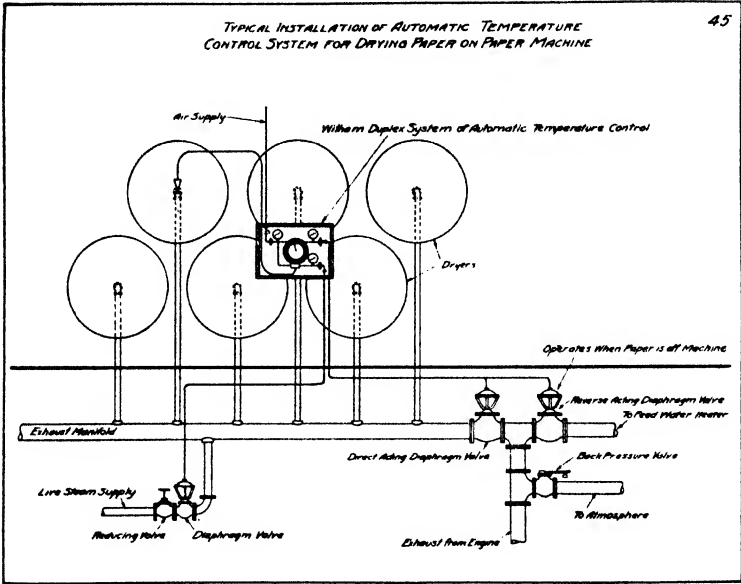 TYPICAL INSTALLATION OF AUTOMATIC TEMPERATURE
45
CONTROL SYSTEM FOR DRYING PAPER ON PAPER MACHINE
Air Supply
Witham Duplex System of Automatic Temperature Control
Dryers
Operates When Paper is off Machine
Reverse Acting Diaphragm Valve
To Feed Water Heater
Exhaust Manifold
Direct Acting Diaphragm Valve
Back Pressure Valve
Live Steam Supply
To Atmosphere
Reducing Valve
Diaphragm Valve
Exhaust From Engine